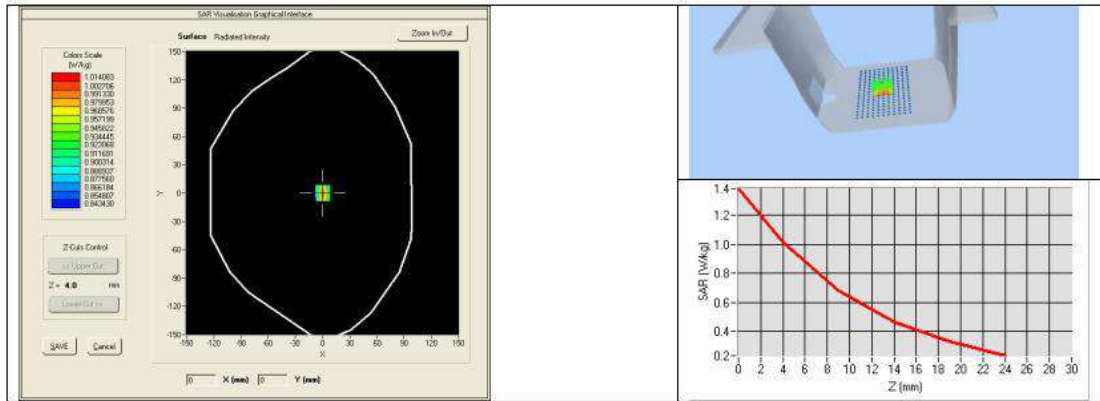 SAR Visualisation Graphical Interface
Surface Radiated Intensity
Zoom In/Out
Colors Scale
(W/kg)
1.014083
1.002706
0.991330
0.979953
0.968576
0.957199
0.945822
0.934445
0.923068
0.911691
0.900314
0.888937
0.877560
0.866184
0.854807
0.843430
Z-Cuts Control
<< Upper Cut
Z = 4.0 mm
Lower Cut >>
SAVE Cancel
150
120
90
60
30
0
-30
-60
-90
-120
-150
Y
-150 -120 -90 -60 -30 0 30 60 90 120 150
X
0 X (mm) 0 Y (mm)
1.4
1.2
1.0
0.8
0.6
0.4
0.2
SAR (W/kg)
0 2 4 6 8 10 12 14 16 18 20 22 24 26 28 30
Z (mm)